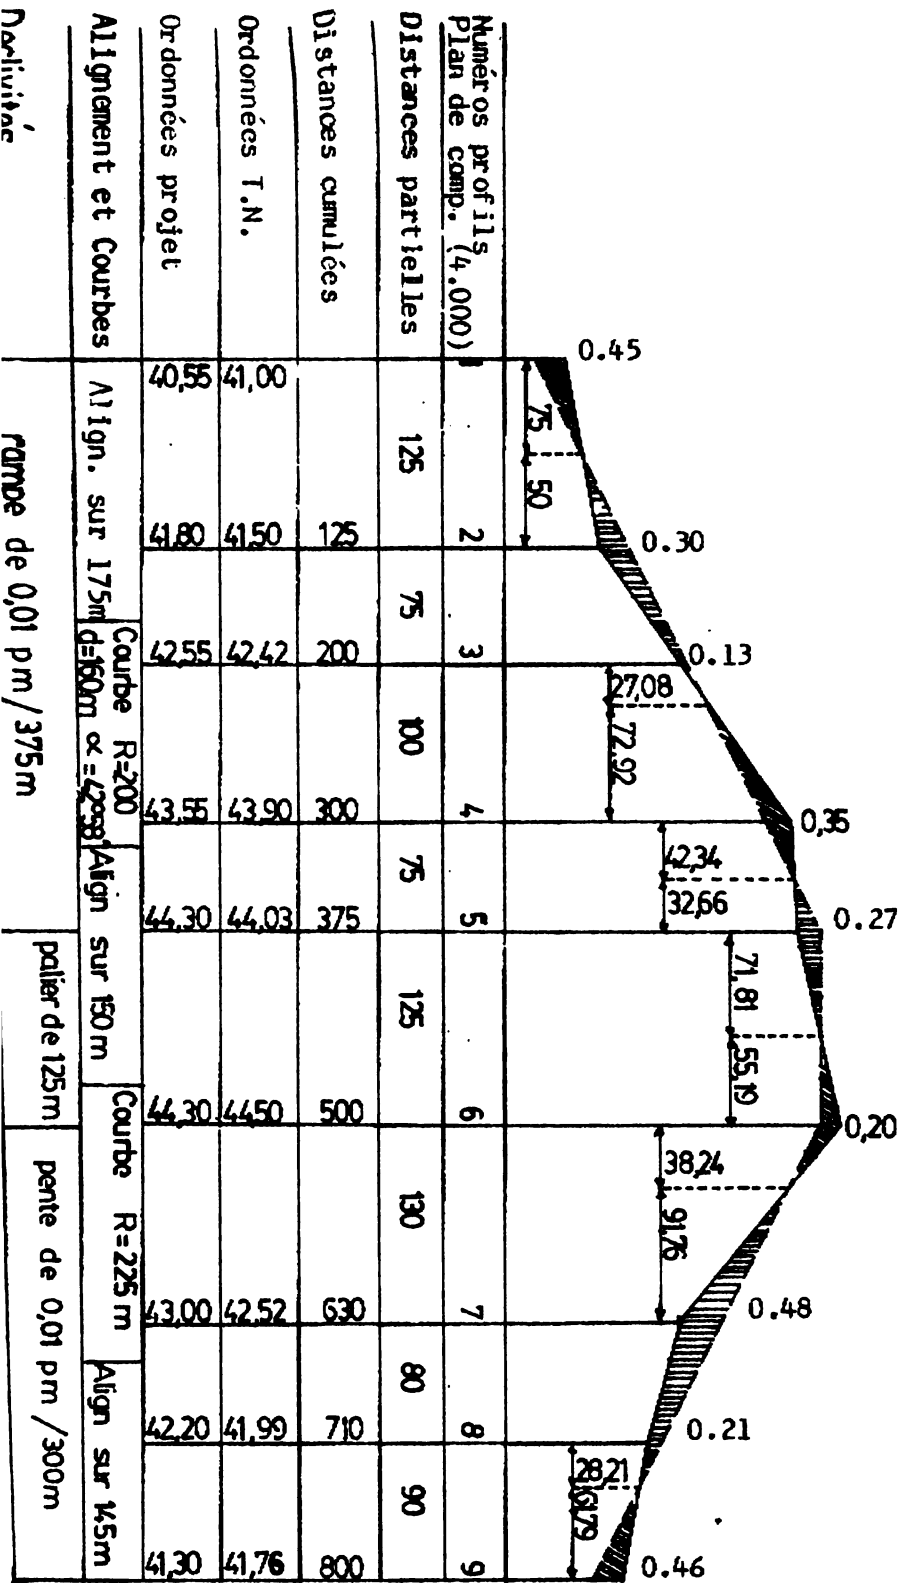 0.45 0.30 0.13 0,35 0.27 0,20 0.48 0.21 0.46
75 50 27,08 72,92 42,34 32,66 71,81 55,19 38,24 91,76 28,21 61,79
Numéros profils 1 2 3 4 5 6 7 8 9
Plan de comp. (4.000)
Distances partielles 125 75 100 75 125 130 80 90
Distances cumulées 125 200 300 375 500 630 710 800
Ordonnées T.N. 41,00 41,50 42,42 43,90 44,03 44,50 42,52 41,99 41,76
Ordonnées projet 40,55 41,80 42,55 43,55 44,30 44,30 43,00 42,20 41,30
Alignement et Courbes Align. sur 175m Courbe R=200 Align sur 150m Courbe R=225m Align sur 145m
d=160m α=42°58'
Declivités rampe de 0,01 pm/375m palier de 125m pente de 0,01 pm/300m